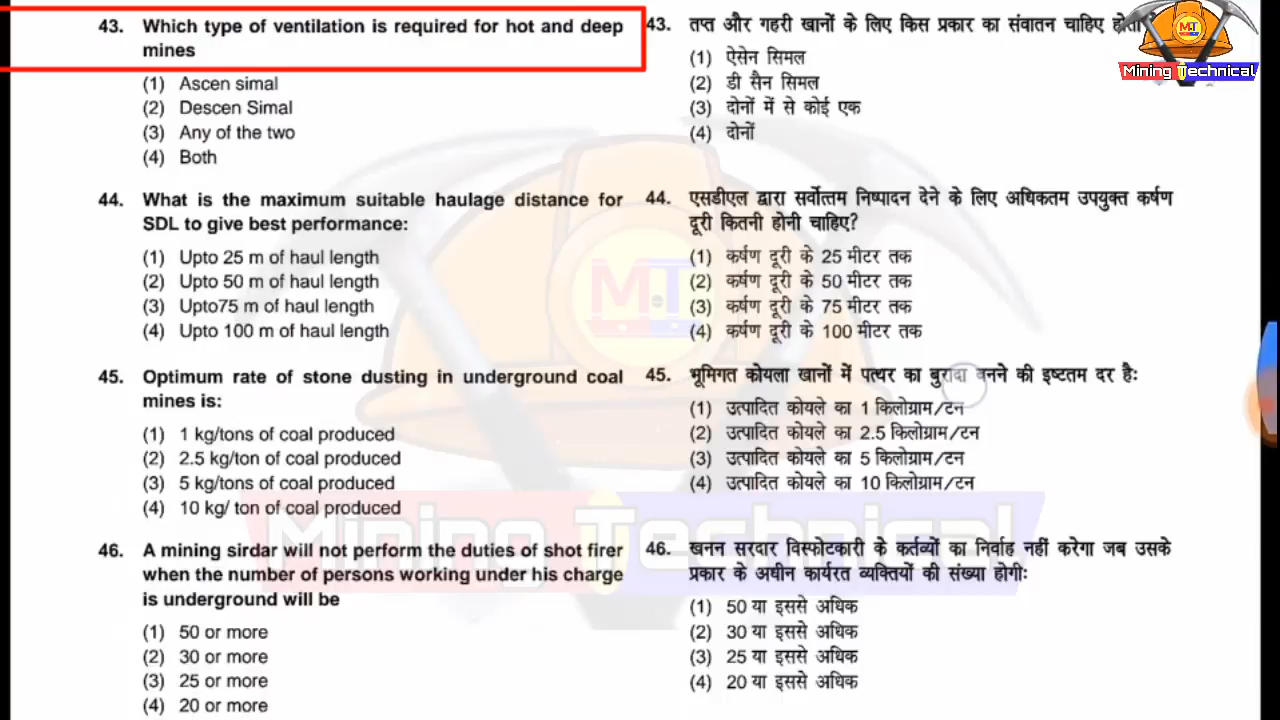 43. Which type of ventilation is required for hot and deep
mines
(1) Ascen simal
(2) Descen Simal
(3) Any of the two
(4) Both
44. What is the maximum suitable haulage distance for
SDL to give best performance:
(1) Upto 25 m of haul length
(2) Upto 50 m of haul length
(3) Upto75 m of haul length
(4) Upto 100 m of haul length
45. Optimum rate of stone dusting in underground coal
mines is:
(1) 1 kg/tons of coal produced
(2) 2.5 kg/ton of coal produced
(3) 5 kg/tons of coal produced
(4) 10 kg/ ton of coal produced
46. A mining sirdar will not perform the duties of shot firer
when the number of persons working under his charge
is underground will be
(1) 50 or more
(2) 30 or more
(3) 25 or more
(4) 20 or more
43. तप्त और गहरी खानों के लिए किस प्रकार का संवातन चाहिए होता
(1) ऐसेन सिमल
(2) डी सैन सिमल
(3) दोनों में से कोई एक
(4) दोनों
44. एसडीएल द्वारा सर्वोत्तम निष्पादन देने के लिए अधिकतम उपयुक्त कर्षण
दूरी कितनी होनी चाहिए?
(1) कर्षण दूरी के 25 मीटर तक
(2) कर्षण दूरी के 50 मीटर तक
(3) कर्षण दूरी के 75 मीटर तक
(4) कर्षण दूरी के 100 मीटर तक
45. भूमिगत कोयला खानों में पत्थर का बुरादा बनने की इष्टतम दर है:
(1) उत्पादित कोयले का 1 किलोग्राम/टन
(2) उत्पादित कोयले का 2.5 किलोग्राम/टन
(3) उत्पादित कोयले का 5 किलोग्राम/टन
(4) उत्पादित कोयले का 10 किलोग्राम/टन
46. खनन सरदार विस्फोटकारी के कर्तव्यों का निर्वाह नहीं करेगा जब उसके
प्रकार के अधीन कार्यरत व्यक्तियों की संख्या होगी:
(1) 50 या इससे अधिक
(2) 30 या इससे अधिक
(3) 25 या इससे अधिक
(4) 20 या इससे अधिक
MT
Mining Technical
M.T
Mining Technical